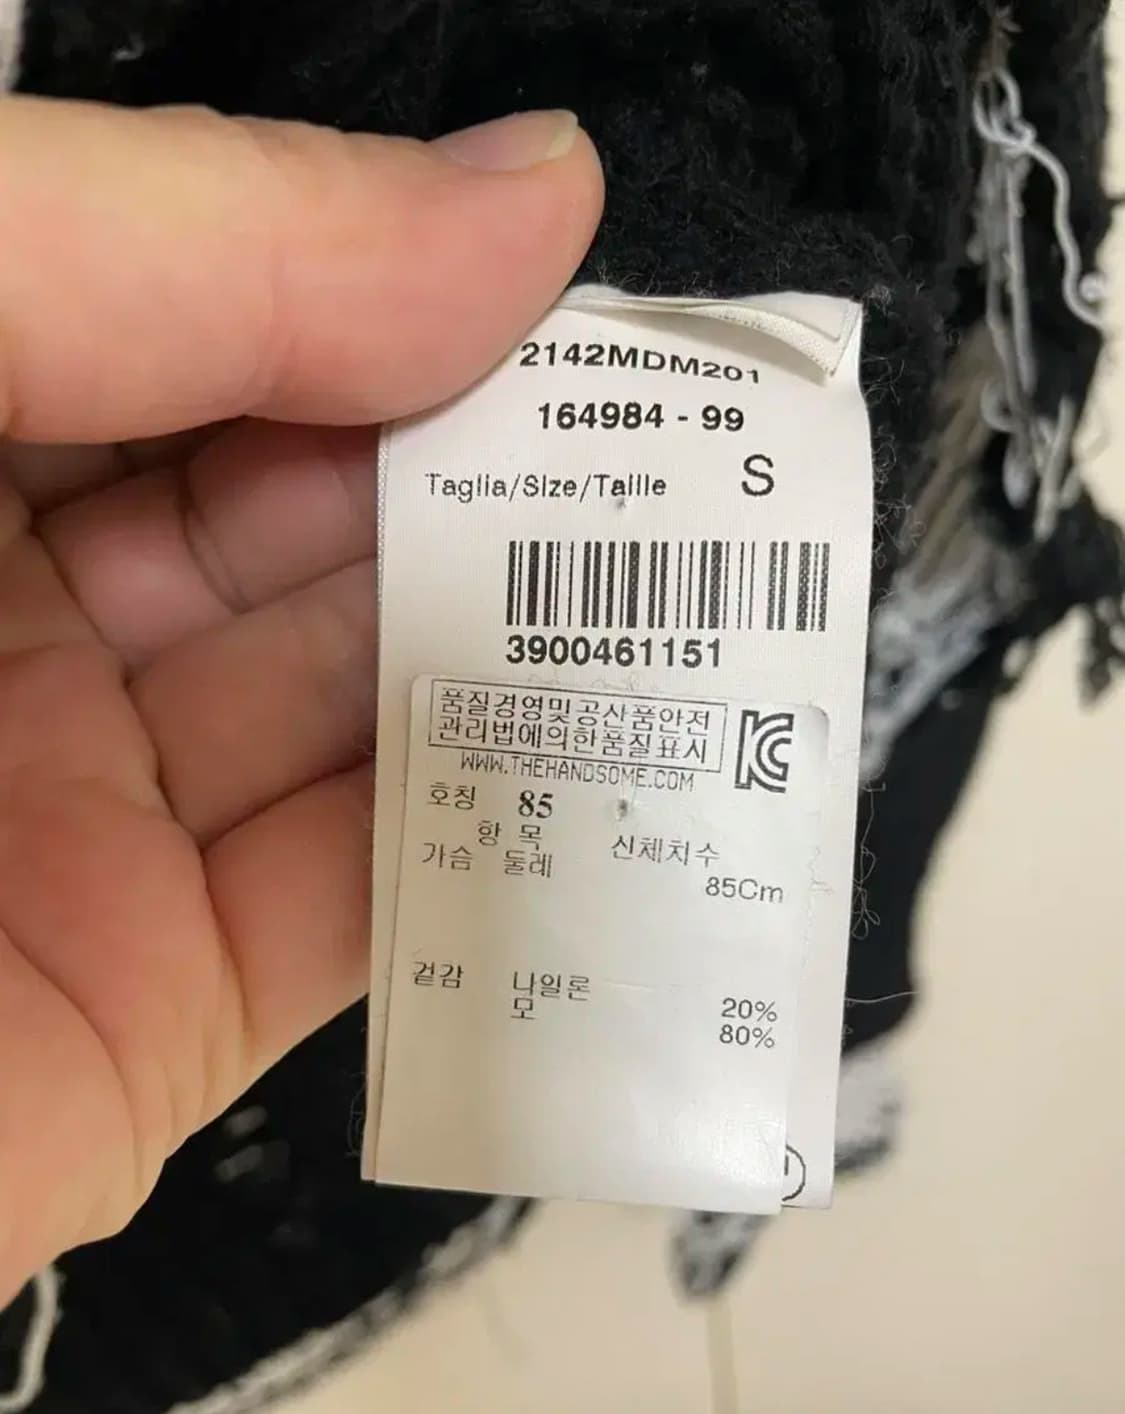 2142MDM201
164984 - 99
Taglia/Size/Taille S
3900461151
품질경영및공산품안전
관리법에의한품질표시
WWW.THEHANDSOME.COM
호칭 85
항 목 신체치수
가슴 둘레 85Cm
겉감 나일론 20%
모 80%